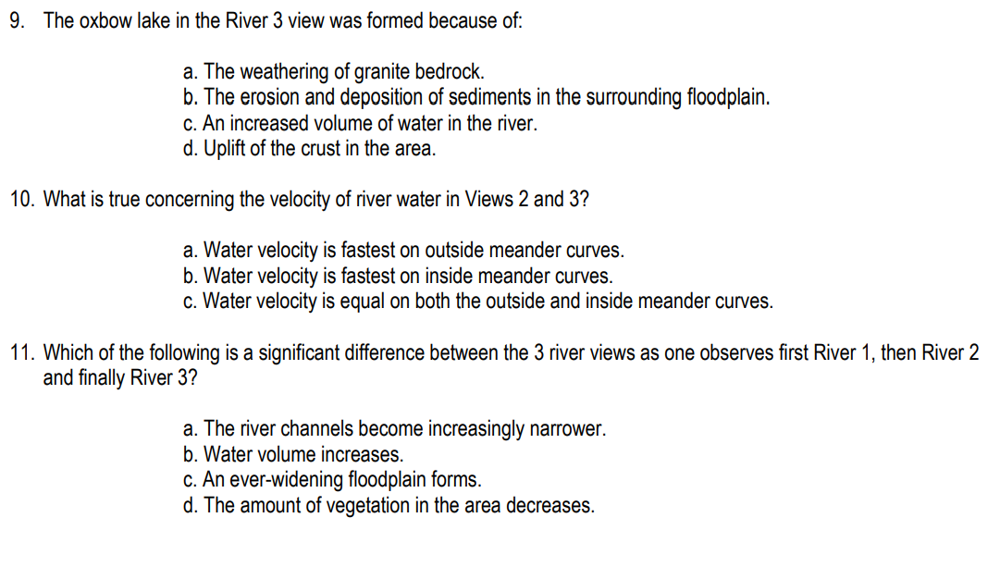 9. The oxbow lake in the River 3 view was formed because of:
a. The weathering of granite bedrock.
b. The erosion and deposition of sediments in the surrounding floodplain.
c. An increased volume of water in the river.
d. Uplift of the crust in the area.
10. What is true concerning the velocity of river water in Views 2 and 3?
a. Water velocity is fastest on outside meander curves.
b. Water velocity is fastest on inside meander curves.
c. Water velocity is equal on both the outside and inside meander curves.
11. Which of the following is a significant difference between the 3 river views as one observes first River 1, then River 2
and finally River 3?
a. The river channels become increasingly narrower.
b. Water volume increases.
c. An ever-widening floodplain forms.
d. The amount of vegetation in the area decreases.